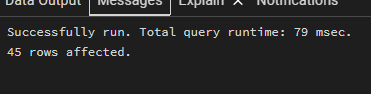 Data Output Messages Explain X Notifications
Successfully run. Total query runtime: 79 msec.
45 rows affected.